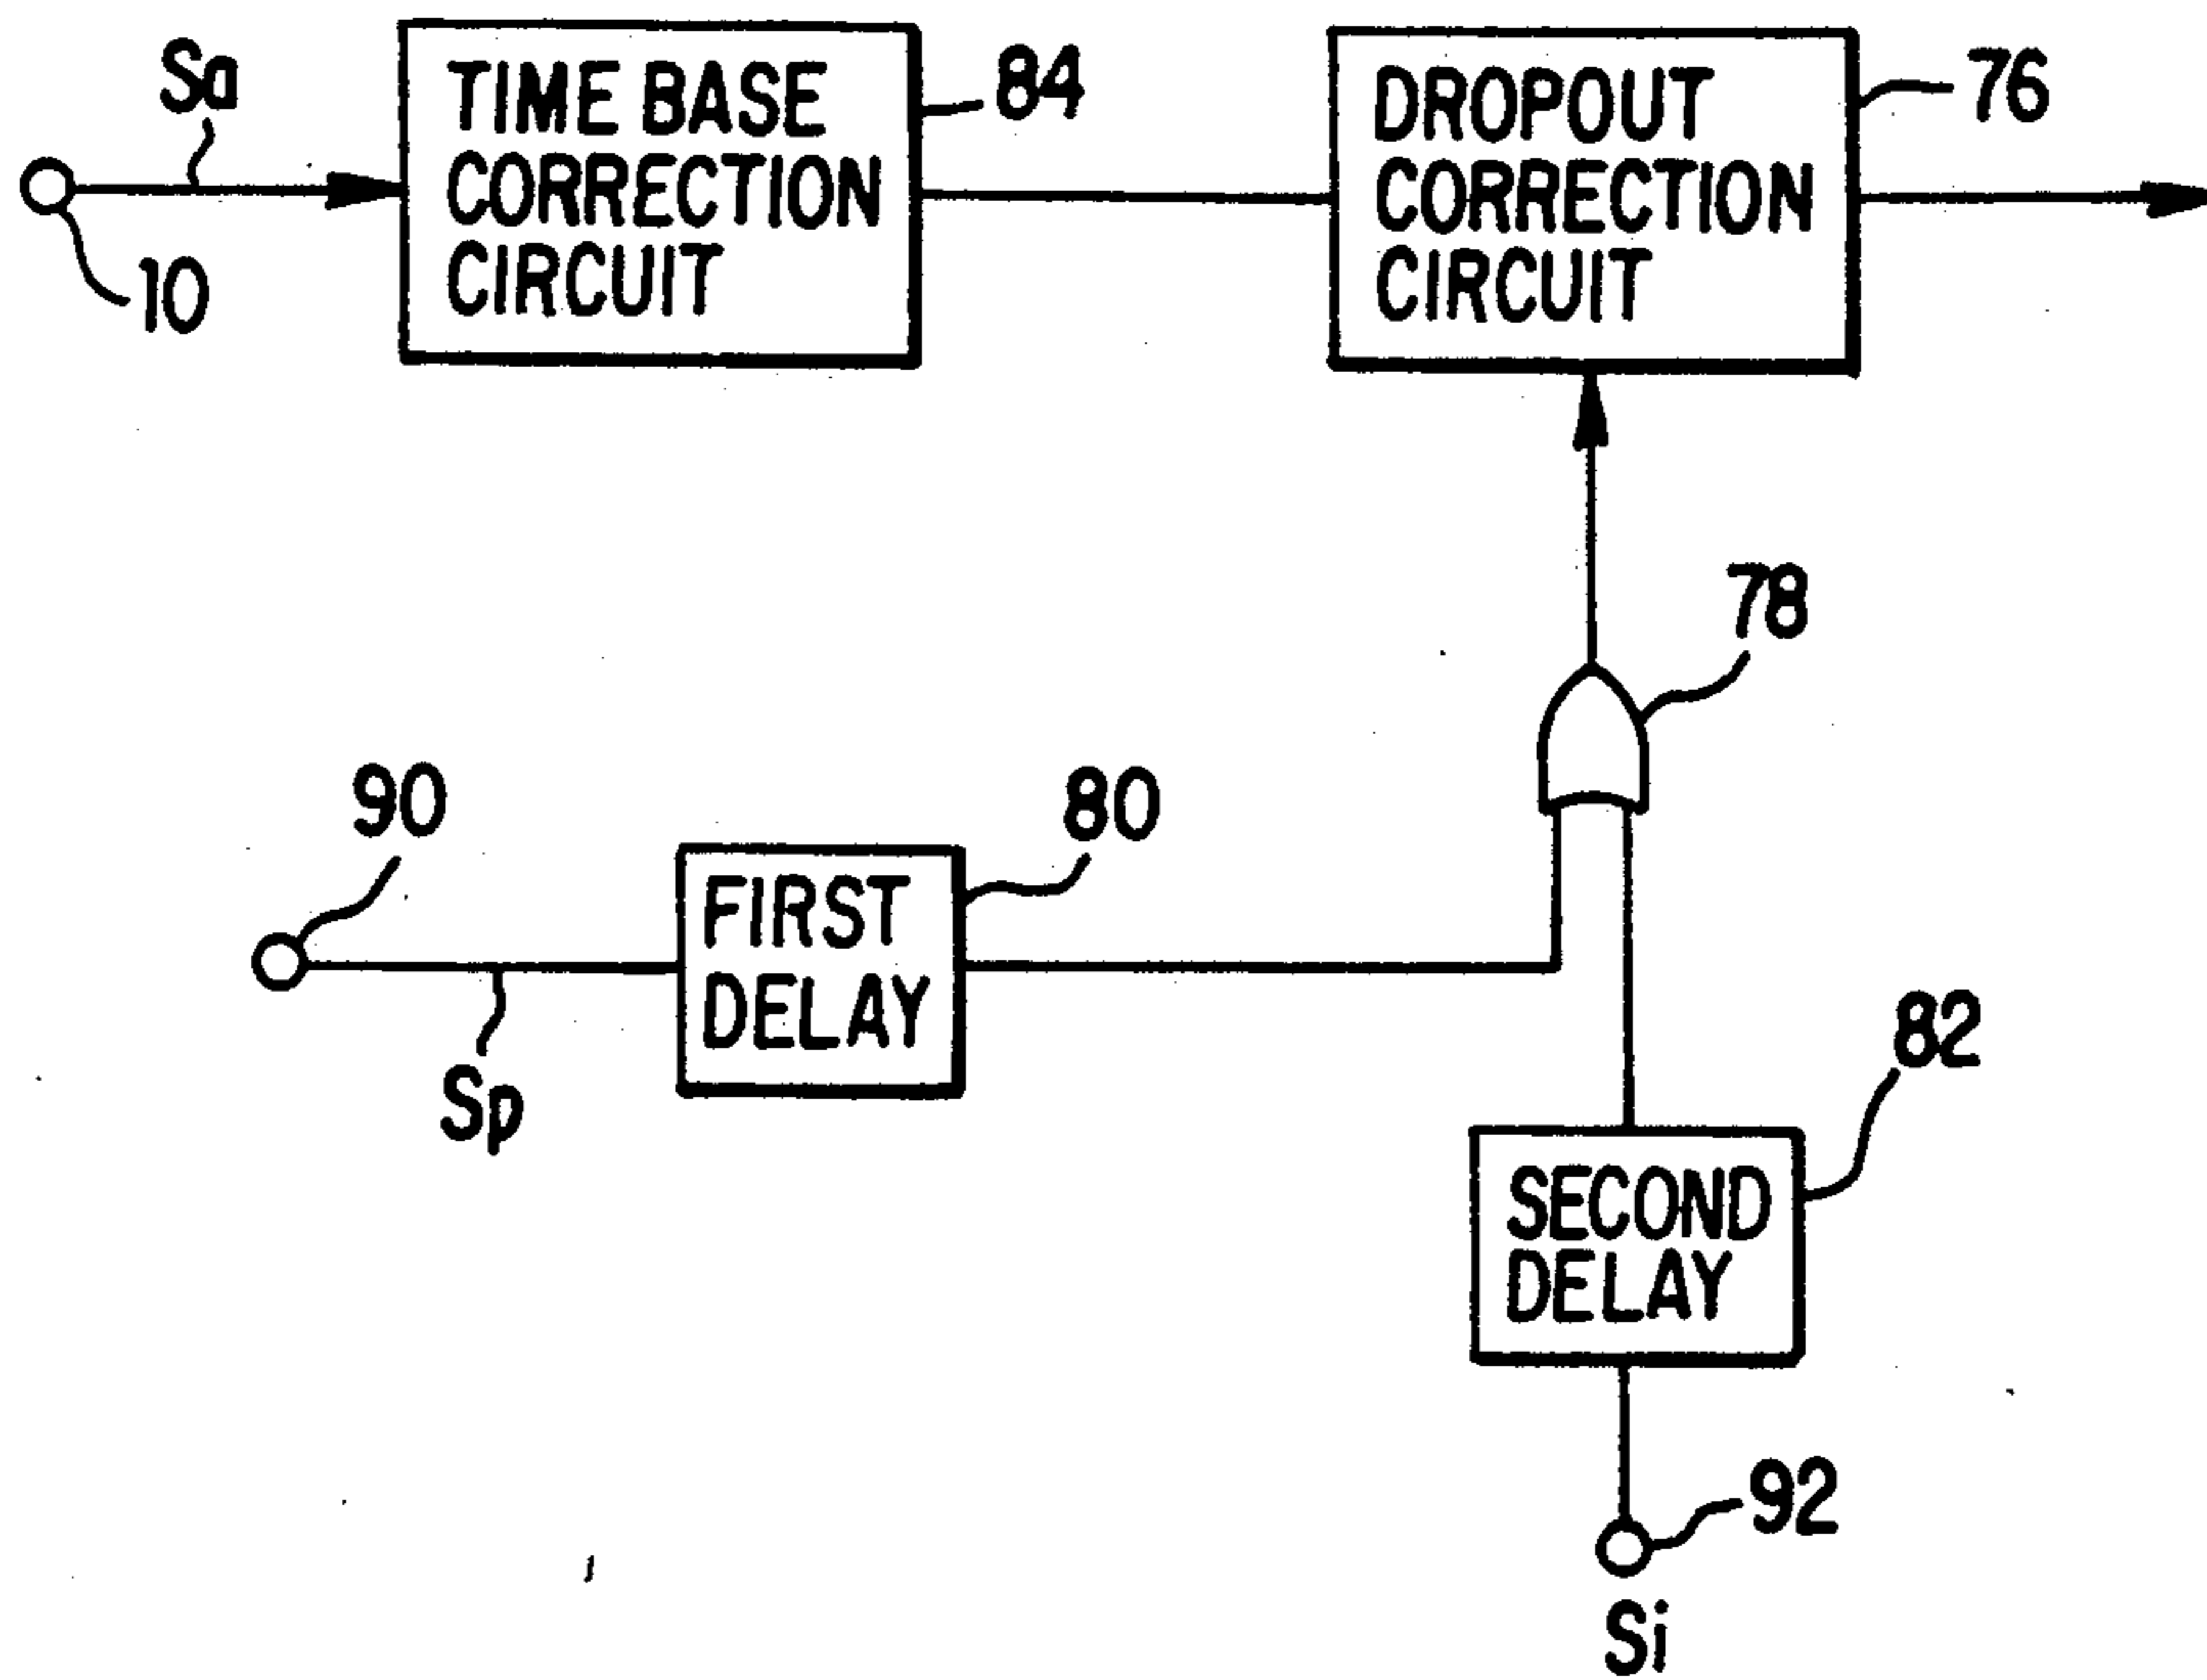 Sa
10
TIME BASE
CORRECTION
CIRCUIT
84
DROPOUT
CORRECTION
CIRCUIT
76
78
90
Sp
FIRST
DELAY
80
82
SECOND
DELAY
92
Si